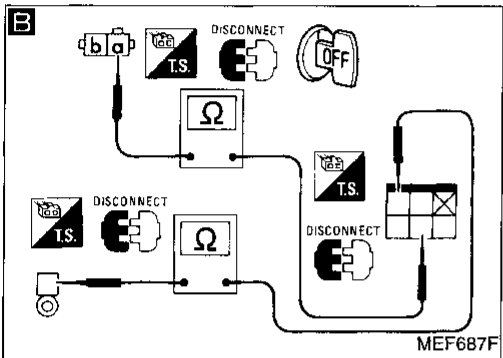 B
DISCONNECT
b a
T.S.
OFF
Ω
T.S.
DISCONNECT
T.S.
DISCONNECT
Ω
MEF687F